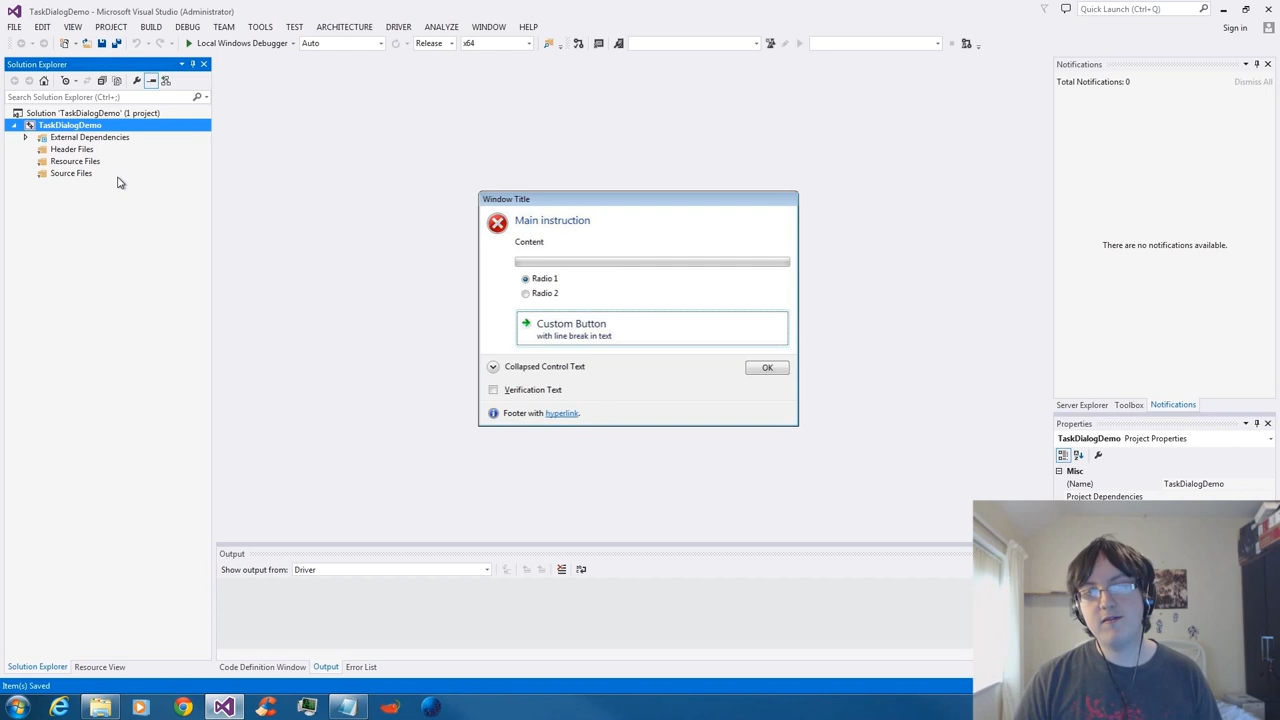 TaskDialogDemo - Microsoft Visual Studio (Administrator)
Quick Launch (Ctrl+Q)
FILE EDIT VIEW PROJECT BUILD DEBUG TEAM TOOLS TEST ARCHITECTURE DRIVER ANALYZE WINDOW HELP
Sign in
Local Windows Debugger Auto Release x64
Solution Explorer
Search Solution Explorer (Ctrl+;)
Solution 'TaskDialogDemo' (1 project)
TaskDialogDemo
External Dependencies
Header Files
Resource Files
Source Files
Window Title
Main instruction
Content
Radio 1
Radio 2
Custom Button
with line break in text
Collapsed Control Text
OK
Verification Text
Footer with hyperlink.
Notifications
Total Notifications: 0
Dismiss All
There are no notifications available.
Server Explorer Toolbox Notifications
Properties
TaskDialogDemo Project Properties
Misc
(Name) TaskDialogDemo
Project Dependencies
Output
Show output from: Driver
Solution Explorer Resource View
Code Definition Window Output Error List
Item(s) Saved